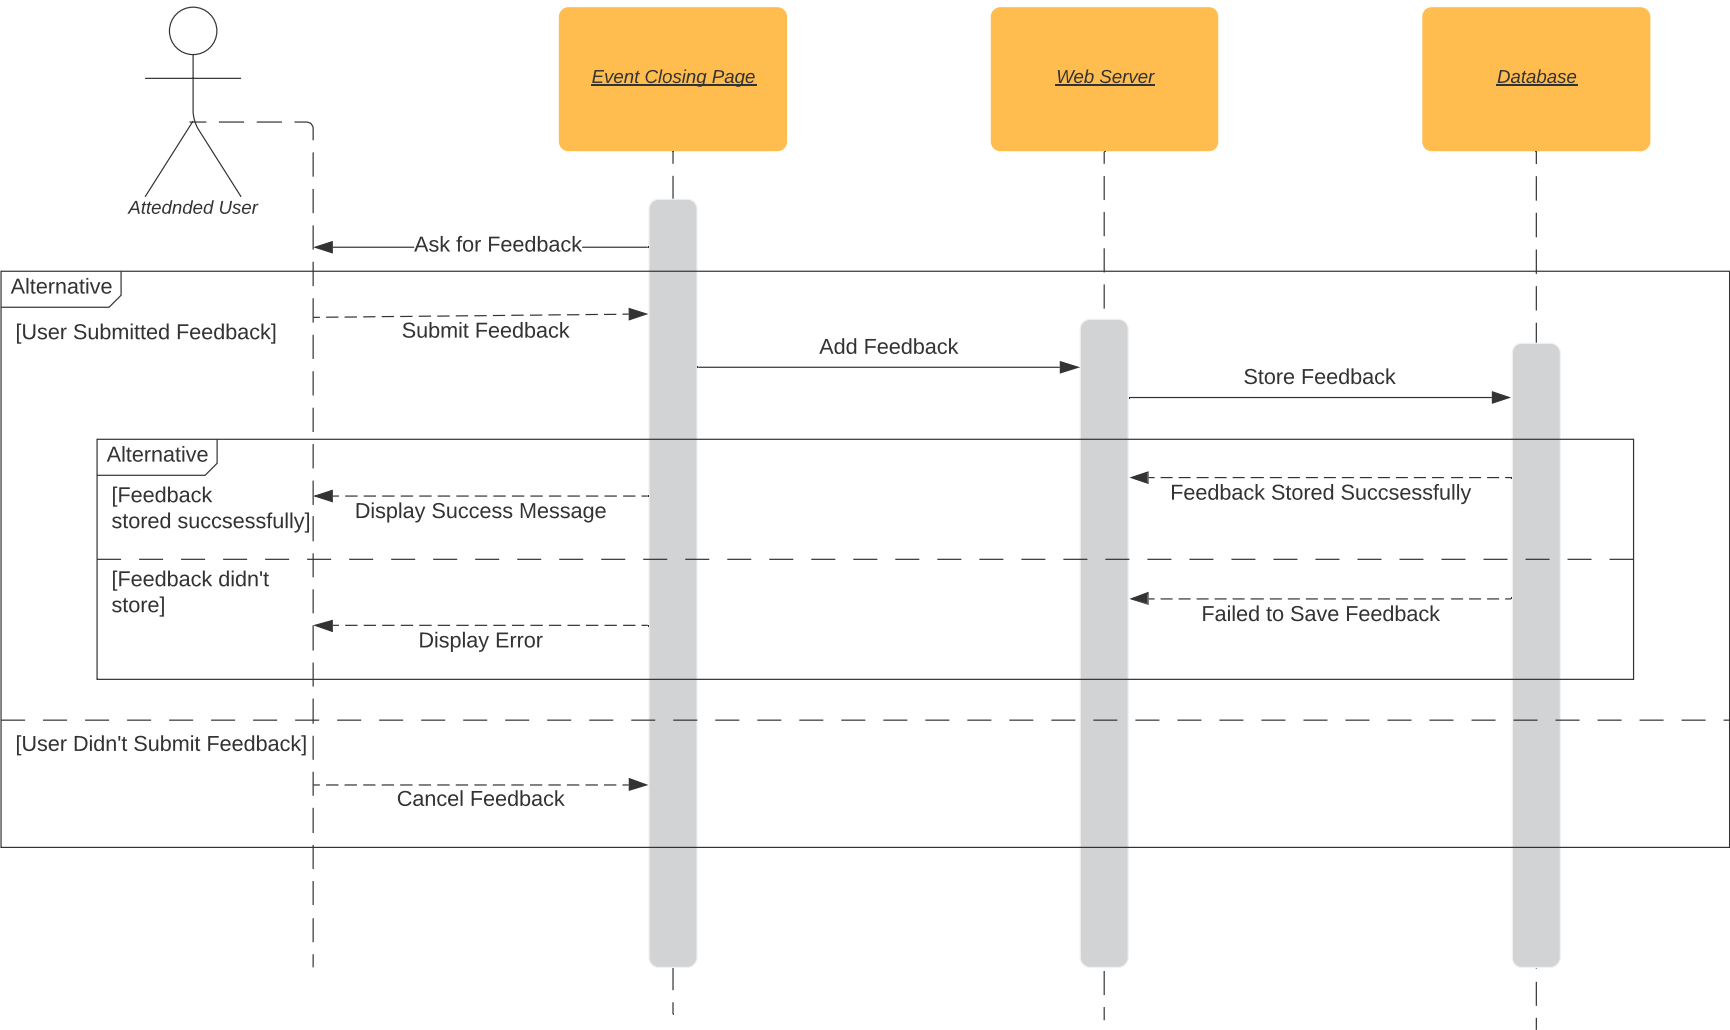 Event Closing Page
Web Server
Database
Attednded User
Ask for Feedback
Alternative
[User Submitted Feedback]
Submit Feedback
Add Feedback
Store Feedback
Alternative
[Feedback
stored succsessfully]
Display Success Message
Feedback Stored Succsessfully
[Feedback didn't
store]
Failed to Save Feedback
Display Error
[User Didn't Submit Feedback]
Cancel Feedback